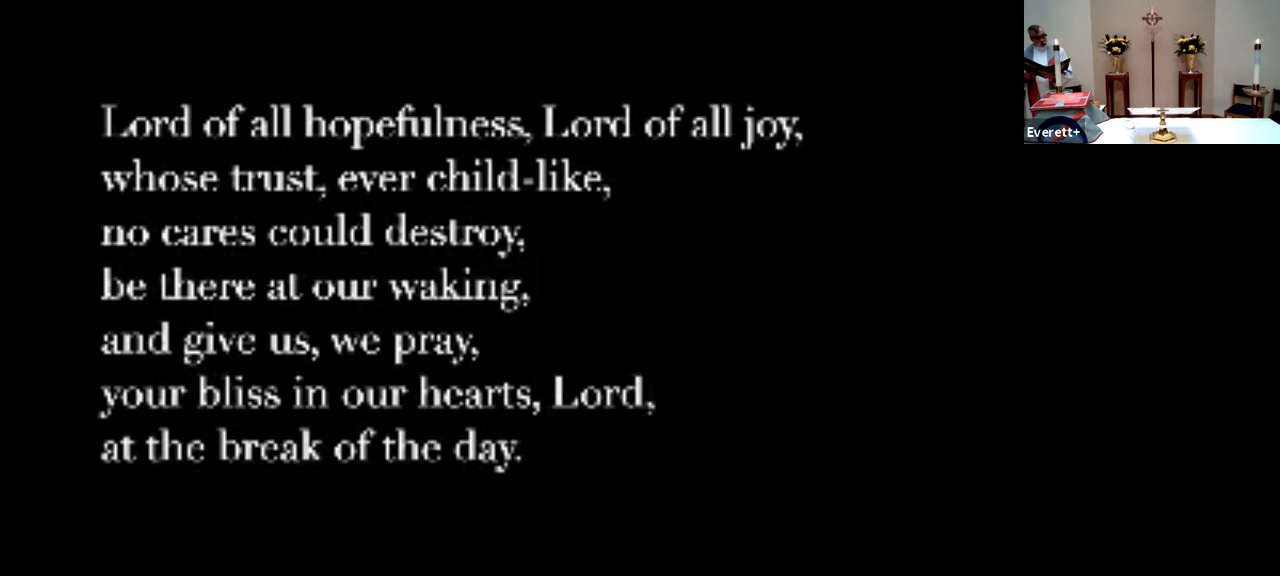 Lord of all hopefulness, Lord of all joy,
whose trust, ever child-like,
no cares could destroy,
be there at our waking,
and give us, we pray,
your bliss in our hearts, Lord,
at the break of the day.
Everett+